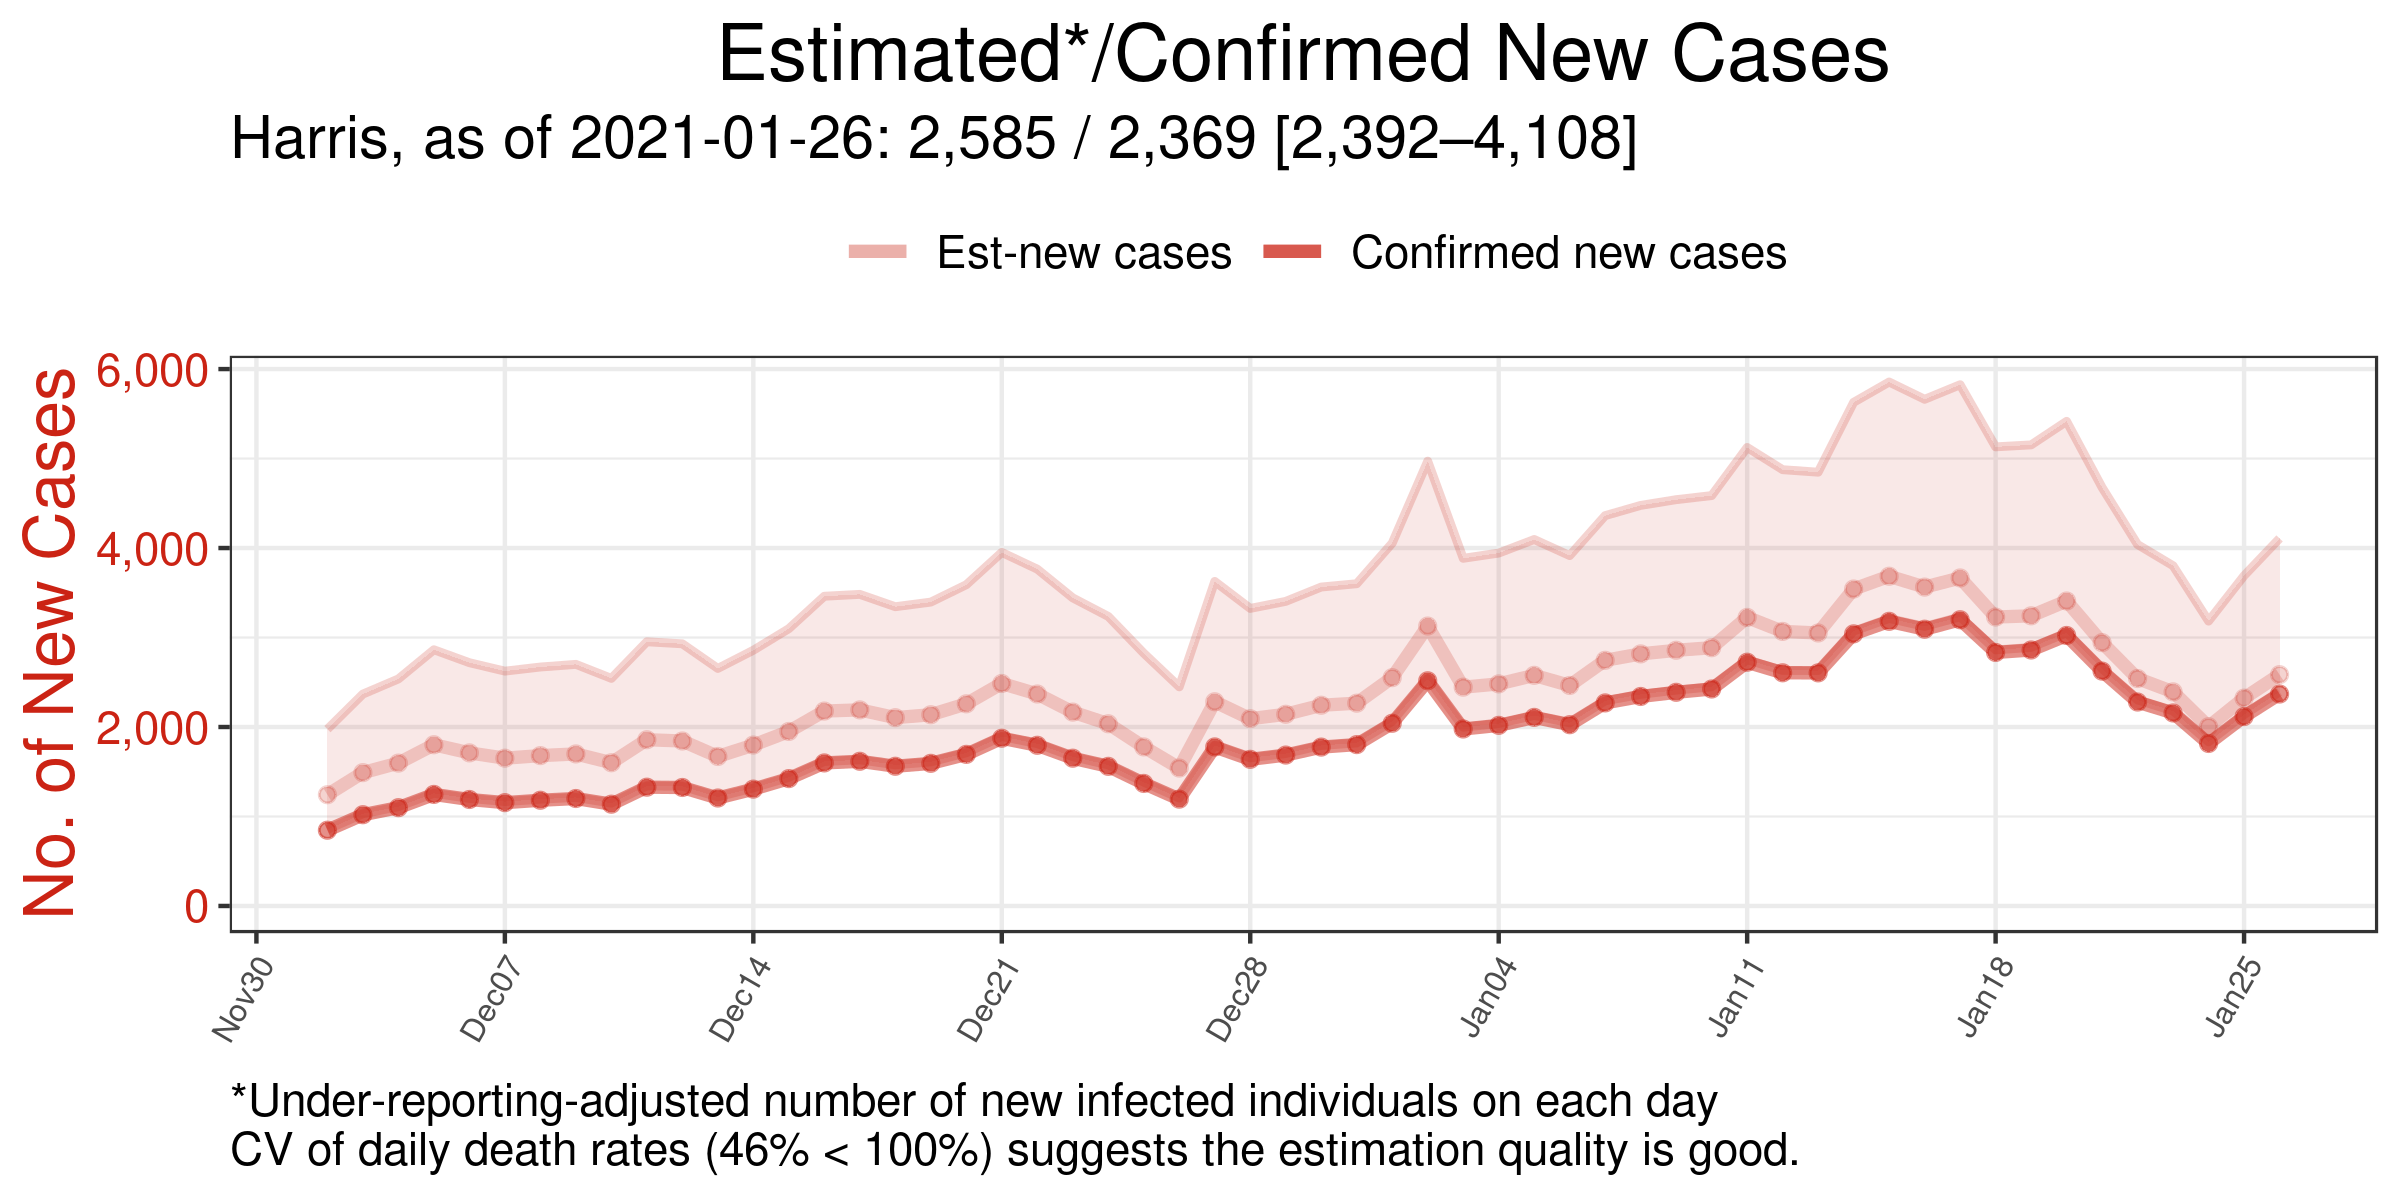 Estimated*/Confirmed New Cases
Harris, as of 2021-01-26: 2,585 / 2,369 [2,392–4,108]
Est-new cases Confirmed new cases
No. of New Cases
6,000
4,000
2,000
0
Nov30 Dec07 Dec14 Dec21 Dec28 Jan04 Jan11 Jan18 Jan25
*Under-reporting-adjusted number of new infected individuals on each day
CV of daily death rates (46% < 100%) suggests the estimation quality is good.